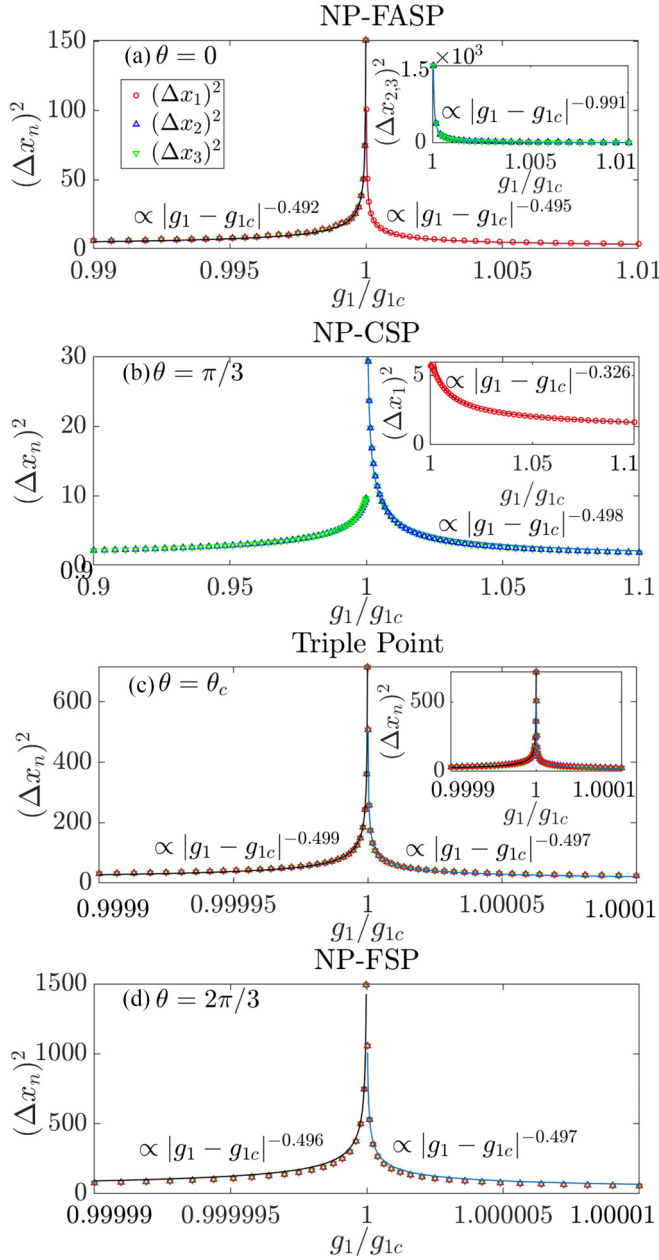 NP-FASP
(a) θ = 0
(Δx₁)²
(Δx₂)²
(Δx₃)²
(Δxₙ)²
150
100
50
0
∝ |g₁ − g₁c|^−0.492
∝ |g₁ − g₁c|^−0.495
0.99 0.995 1 1.005 1.01
g₁/g₁c
(Δx₂,₃)²
1.5 ×10³
0
∝ |g₁ − g₁c|^−0.991
1 1.005 1.01
g₁/g₁c
NP-CSP
(b) θ = π/3
(Δxₙ)²
30
20
10
0
∝ |g₁ − g₁c|^−0.498
0.9
0.9 0.95 1 1.05 1.1
g₁/g₁c
(Δx₁)²
5
0
∝ |g₁ − g₁c|^−0.326
1 1.05 1.1
g₁/g₁c
Triple Point
(c) θ = θc
(Δxₙ)²
600
400
200
0
∝ |g₁ − g₁c|^−0.499
∝ |g₁ − g₁c|^−0.497
0.9999 0.99995 1 1.00005 1.0001
g₁/g₁c
(Δxₙ)²
500
0
0.9999 1 1.0001
g₁/g₁c
NP-FSP
(d) θ = 2π/3
(Δxₙ)²
1500
1000
500
0
∝ |g₁ − g₁c|^−0.496
∝ |g₁ − g₁c|^−0.497
0.99999 0.999995 1 1.000005 1.00001
g₁/g₁c